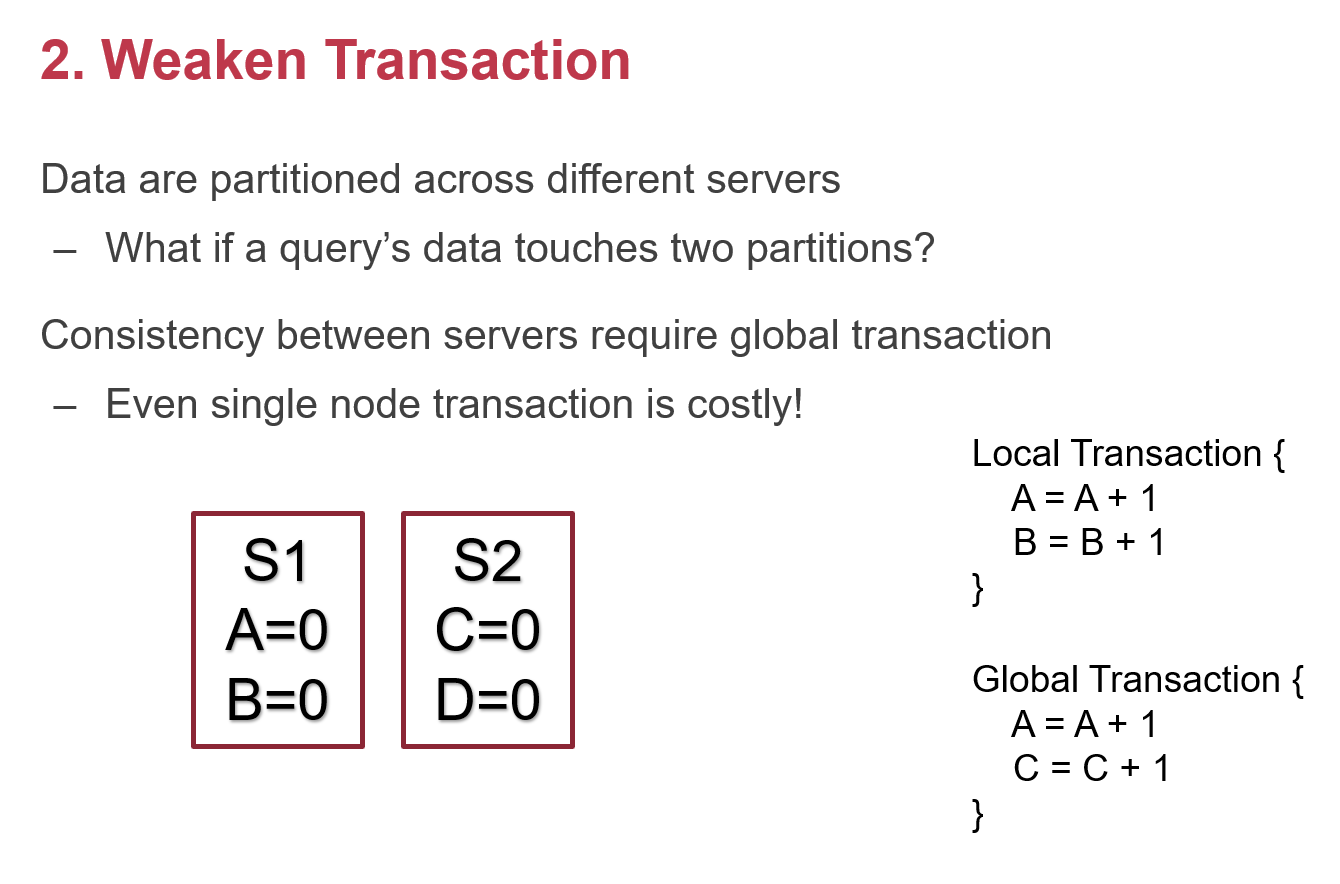 2. Weaken Transaction
Data are partitioned across different servers
– What if a query’s data touches two partitions?
Consistency between servers require global transaction
– Even single node transaction is costly!
S1
A=0
B=0
S2
C=0
D=0
Local Transaction {
A = A + 1
B = B + 1
}
Global Transaction {
A = A + 1
C = C + 1
}